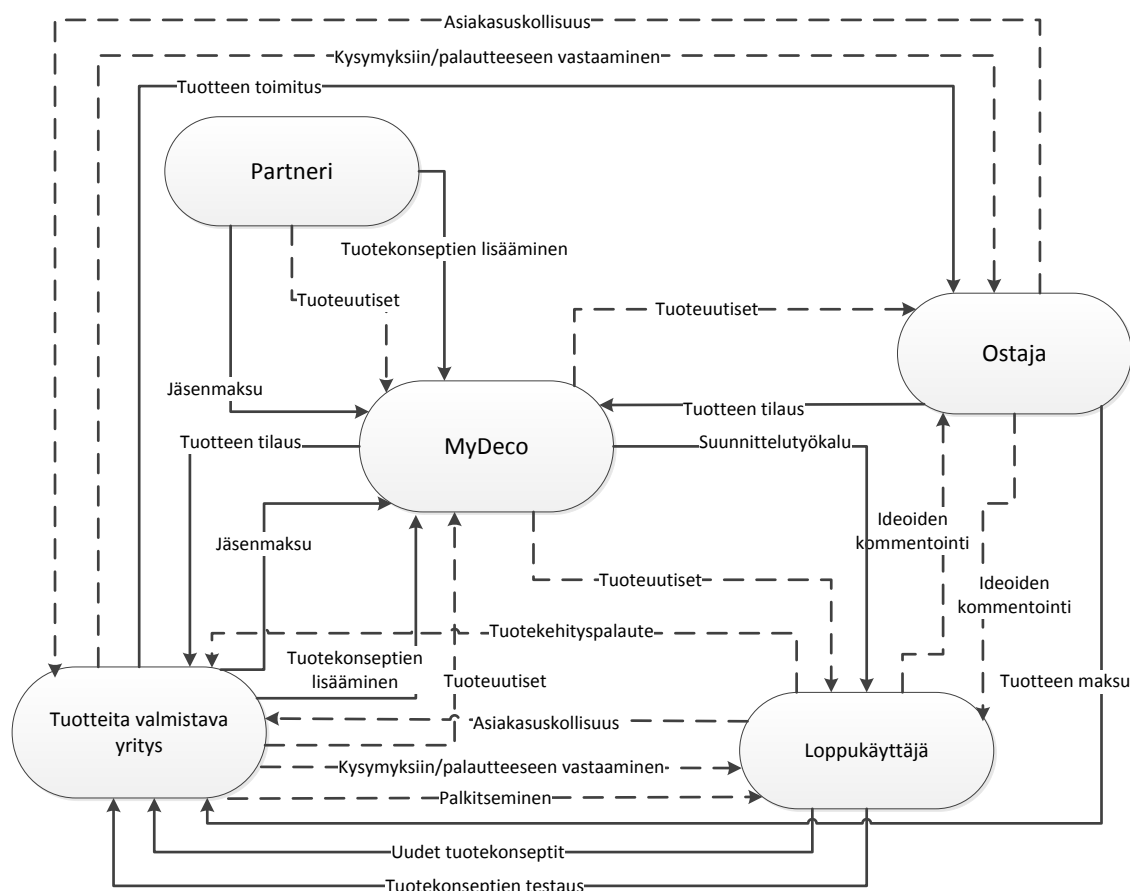 Asiakasuskollisuus
Kysymyksiin/palautteeseen vastaaminen
Tuotteen toimitus
Partneri
Tuotekonseptien lisääminen
Tuoteuutiset
Tuoteuutiset
Ostaja
Jäsenmaksu
Tuotteen tilaus
Tuotteen tilaus
MyDeco
Suunnittelutyökalu
Ideoiden
kommentointi
Jäsenmaksu
Tuoteuutiset
Ideoiden
kommentointi
Tuotekehityspalaute
Tuotekonseptien
lisääminen
Tuoteuutiset
Tuotteen maksu
Tuotteita valmistava
yritys
Asiakasuskollisuus
Loppukäyttäjä
Kysymyksiin/palautteeseen vastaaminen
Palkitseminen
Uudet tuotekonseptit
Tuotekonseptien testaus